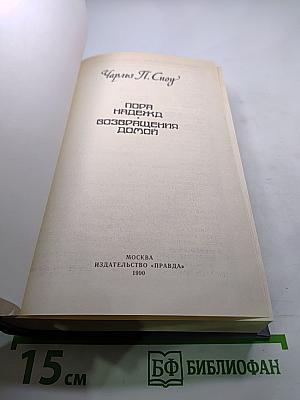 Чарльз П. Сноу
ПОРА
НАДЕЖД
ВОЗВРАЩЕНИЯ
ДОМОЙ
МОСКВА
ИЗДАТЕЛЬСТВО «ПРАВДА»
1990
15 см
БФ БИБЛИОФАН